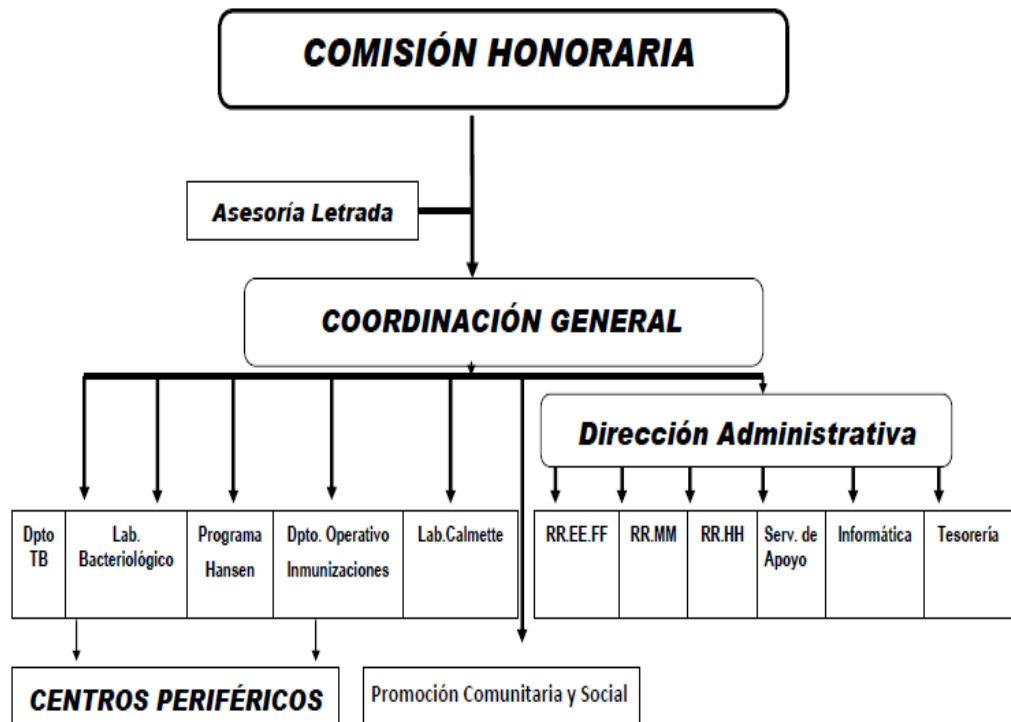 COMISIÓN HONORARIA
Asesoría Letrada
COORDINACIÓN GENERAL
Dirección Administrativa
Dpto
TB
Lab.
Bacteriológico
Programa
Hansen
Dpto. Operativo
Inmunizaciones
Lab.Calmette
RR.EE.FF
RR.MM
RR.HH
Serv. de
Apoyo
Informática
Tesorería
CENTROS PERIFÉRICOS
Promoción Comunitaria y Social